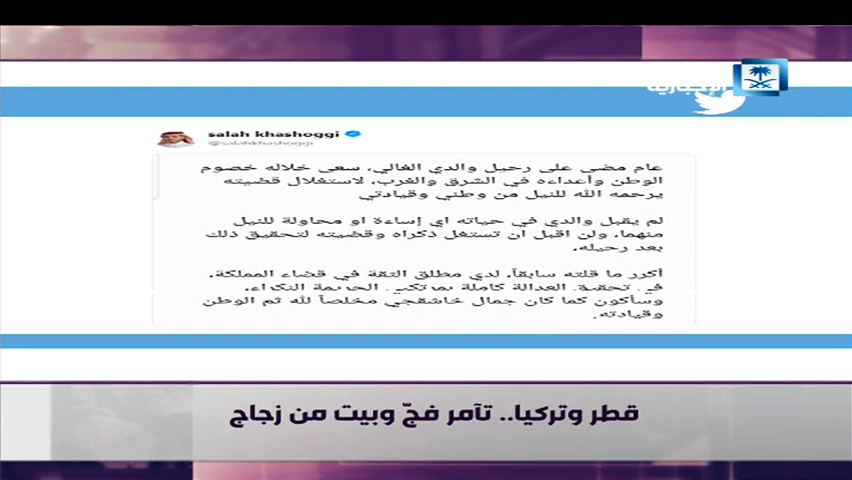 الإخبارية
salah khashoggi
@salahkhashoggi
عام مضى على رحيل والدي الغالي، سعى خلاله خصوم
الوطن وأعداءه في الشرق والغرب، لاستغلال قضيته
يرحمه الله للنيل من وطني وقيادتي
لم يقبل والدي في حياته اي إساءة او محاولة للنيل
منهما، ولن اقبل ان تستغل ذكراه وقضيته لتحقيق ذلك
بعد رحيله،
أكرر ما قلته سابقاً، لدي مطلق الثقة في قضاء المملكة،
في تحقيق العدالة كاملة بمرتكبي الجريمة النكراء،
وسأكون كما كان جمال خاشقجي مخلصاً لله ثم الوطن
وقيادته.
قطر وتركيا.. تآمر فجّ وبيت من زجاج